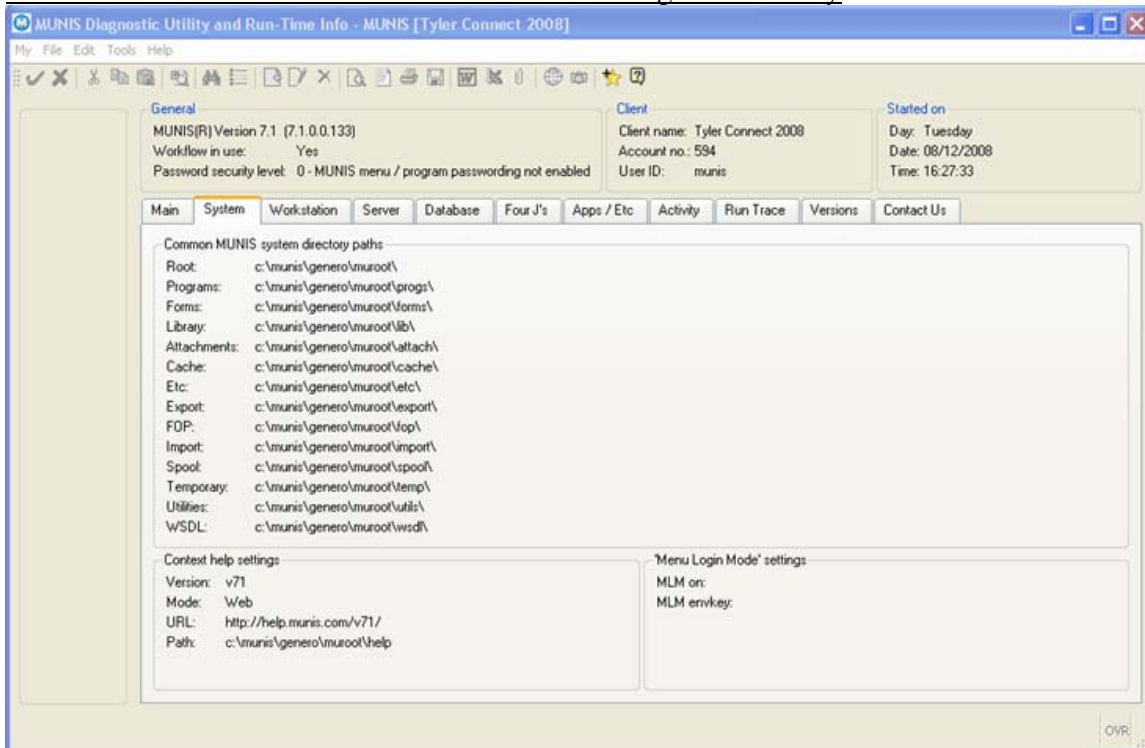 MUNIS Diagnostic Utility and Run-Time Info - MUNIS [Tyler Connect 2008]
My File Edit Tools Help
General
MUNIS(R) Version 7.1 (7.1.0.0.133)
Workflow in use: Yes
Password security level: 0 - MUNIS menu / program passwording not enabled
Client
Client name: Tyler Connect 2008
Account no.: 594
User ID: munis
Started on
Day: Tuesday
Date: 08/12/2008
Time: 16:27:33
Main System Workstation Server Database Four J's Apps / Etc Activity Run Trace Versions Contact Us
Common MUNIS system directory paths
Root: c:\munis\genero\muroot\
Programs: c:\munis\genero\muroot\progs\
Forms: c:\munis\genero\muroot\forms\
Library: c:\munis\genero\muroot\lib\
Attachments: c:\munis\genero\muroot\attach\
Cache: c:\munis\genero\muroot\cache\
Etc: c:\munis\genero\muroot\etc\
Export: c:\munis\genero\muroot\export\
FOP: c:\munis\genero\muroot\fop\
Import: c:\munis\genero\muroot\import\
Spool: c:\munis\genero\muroot\spool\
Temporary: c:\munis\genero\muroot\temp\
Utilities: c:\munis\genero\muroot\utils\
WSDL: c:\munis\genero\muroot\wsdl\
Context help settings
Version: v71
Mode: Web
URL: http://help.munis.com/v71/
Path: c:\munis\genero\muroot\help
'Menu Login Mode' settings
MLM on:
MLM envkey:
OVR